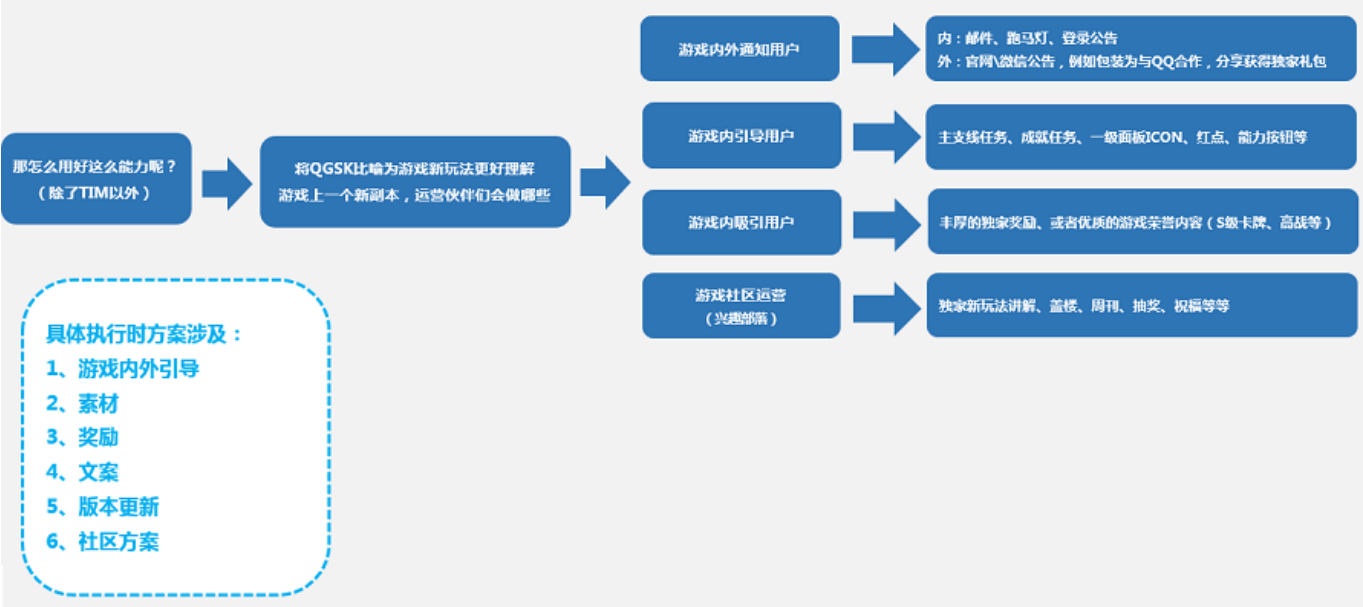 那怎么用好这么能力呢？
（除了TIM以外）
将QGSK比喻为游戏新玩法更好理解
游戏上一个新副本，运营伙伴们会做哪些
游戏内外通知用户
内：邮件、跑马灯、登录公告
外：官网\微信公告，例如包装为与QQ合作，分享获得独家礼包
游戏内引导用户
主支线任务、成就任务、一级面板ICON、红点、能力按钮等
游戏内吸引用户
丰厚的独家奖励、或者优质的游戏荣誉内容（S级卡牌、高战等）
游戏社区运营
（兴趣部落）
独家新玩法讲解、盖楼、周刊、抽奖、祝福等等
具体执行时方案涉及：
1、游戏内外引导
2、素材
3、奖励
4、文案
5、版本更新
6、社区方案